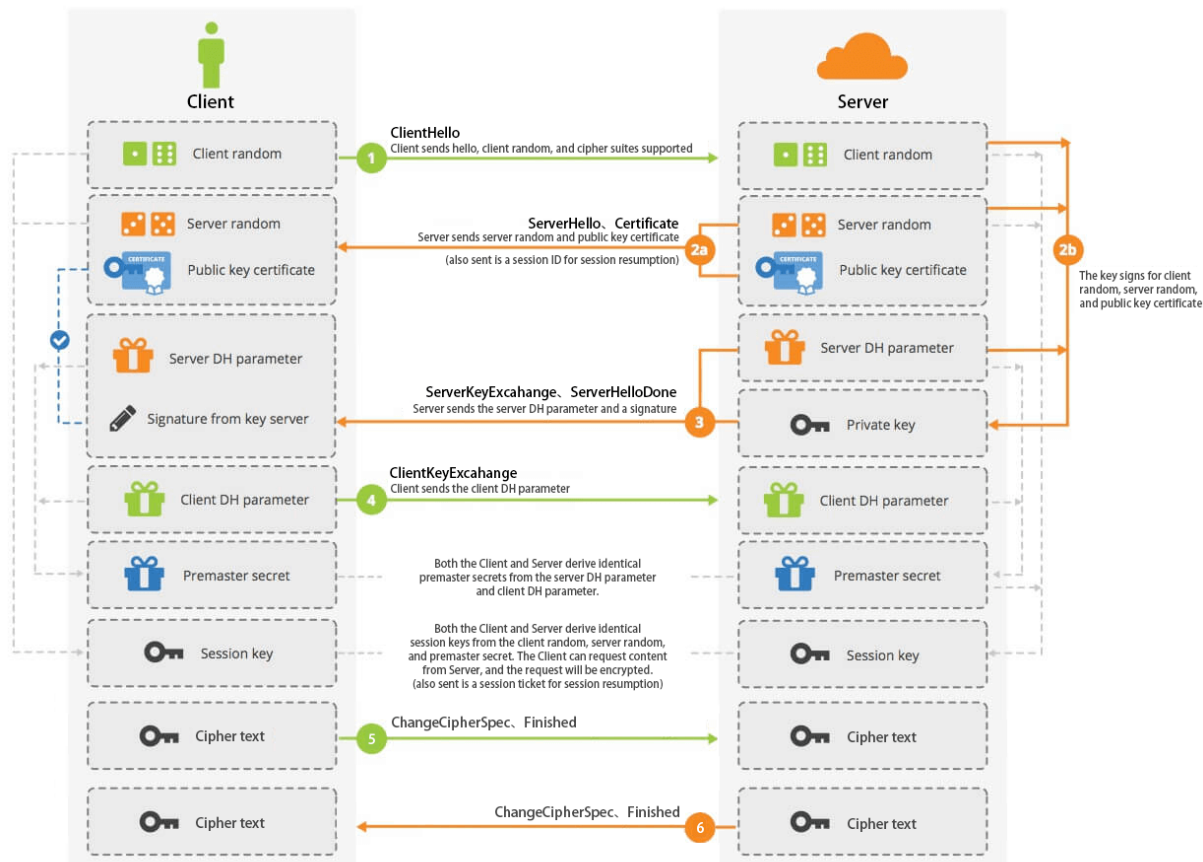 Client
Server
Client random
1
ClientHello
Client sends hello, client random, and cipher suites supported
Client random
Server random
CERTIFICATE
Public key certificate
ServerHello、Certificate
Server sends server random and public key certificate
(also sent is a session ID for session resumption)
2a
Server random
CERTIFICATE
Public key certificate
2b
The key signs for client
random, server random,
and public key certificate
Server DH parameter
Signature from key server
ServerKeyExcahange、ServerHelloDone
Server sends the server DH parameter and a signature
3
Server DH parameter
Private key
Client DH parameter
4
ClientKeyExcahange
Client sends the client DH parameter
Client DH parameter
Premaster secret
Both the Client and Server derive identical
premaster secrets from the server DH parameter
and client DH parameter.
Premaster secret
Session key
Both the Client and Server derive identical
session keys from the client random, server random,
and premaster secret. The Client can request content
from Server, and the request will be encrypted.
(also sent is a session ticket for session resumption)
Session key
Cipher text
5
ChangeCipherSpec、Finished
Cipher text
Cipher text
ChangeCipherSpec、Finished
6
Cipher text